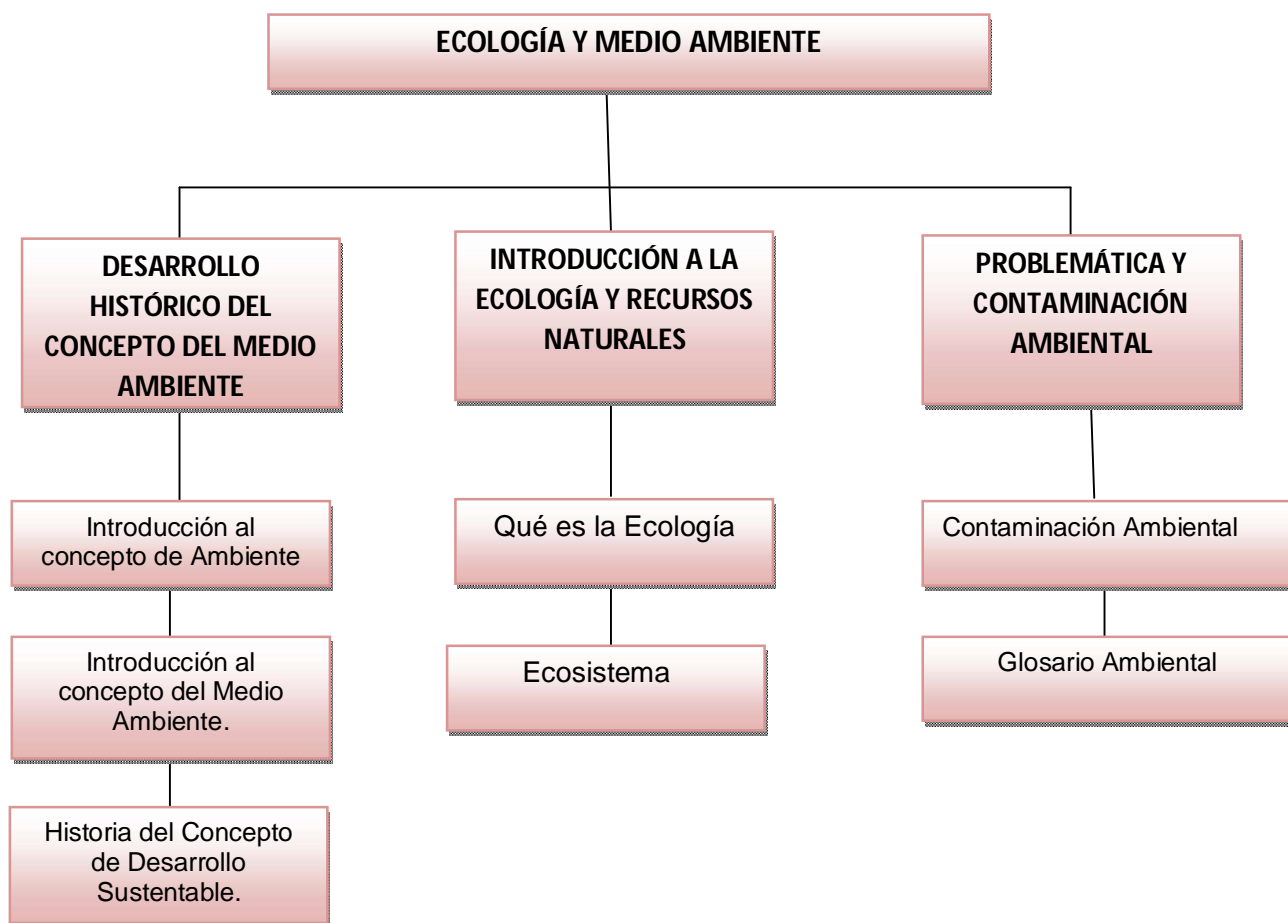 ECOLOGÍA Y MEDIO AMBIENTE
DESARROLLO
HISTÓRICO DEL
CONCEPTO DEL MEDIO
AMBIENTE
Introducción al
concepto de Ambiente
Introducción al
concepto del Medio
Ambiente.
Historia del Concepto
de Desarrollo
Sustentable.
INTRODUCCIÓN A LA
ECOLOGÍA Y RECURSOS
NATURALES
Qué es la Ecología
Ecosistema
PROBLEMÁTICA Y
CONTAMINACIÓN
AMBIENTAL
Contaminación Ambiental
Glosario Ambiental